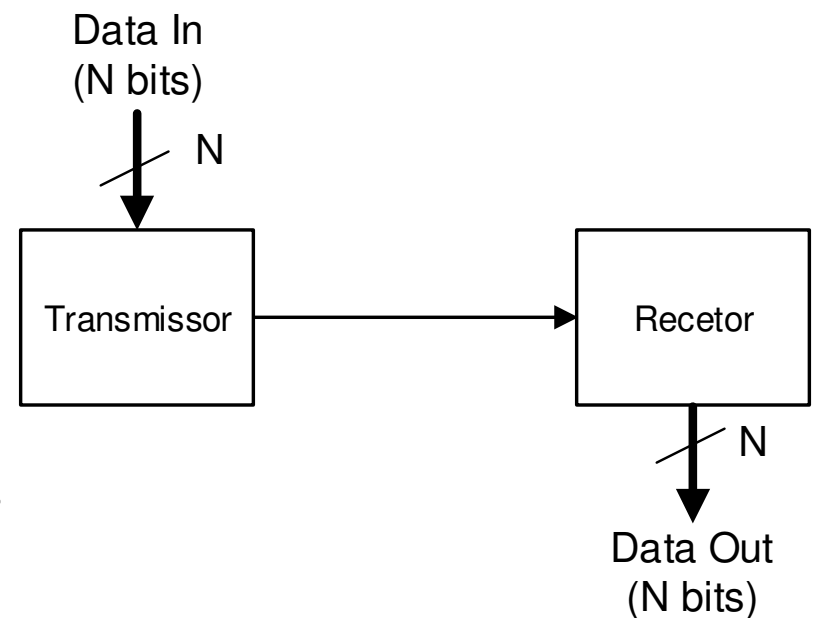 Data In
(N bits)
N
Transmissor
Recetor
N
Data Out
(N bits)